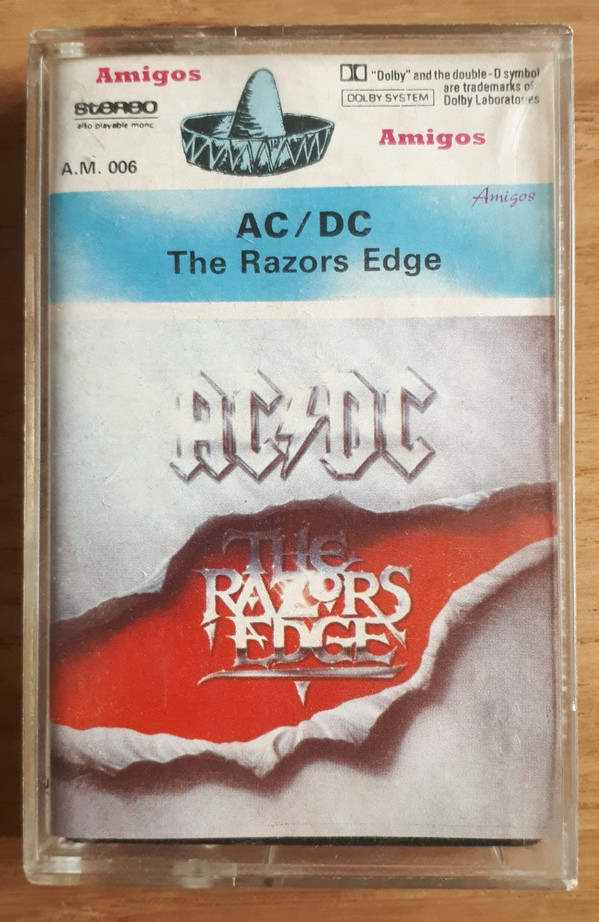 Amigos
stereo
also playable mono
A.M. 006
"Dolby" and the double-D symbol
are trademarks of
DOLBY SYSTEM
Dolby Laboratories
Amigos
Amigos
AC/DC
The Razors Edge
AC⚡DC
THE
RAZORS
EDGE